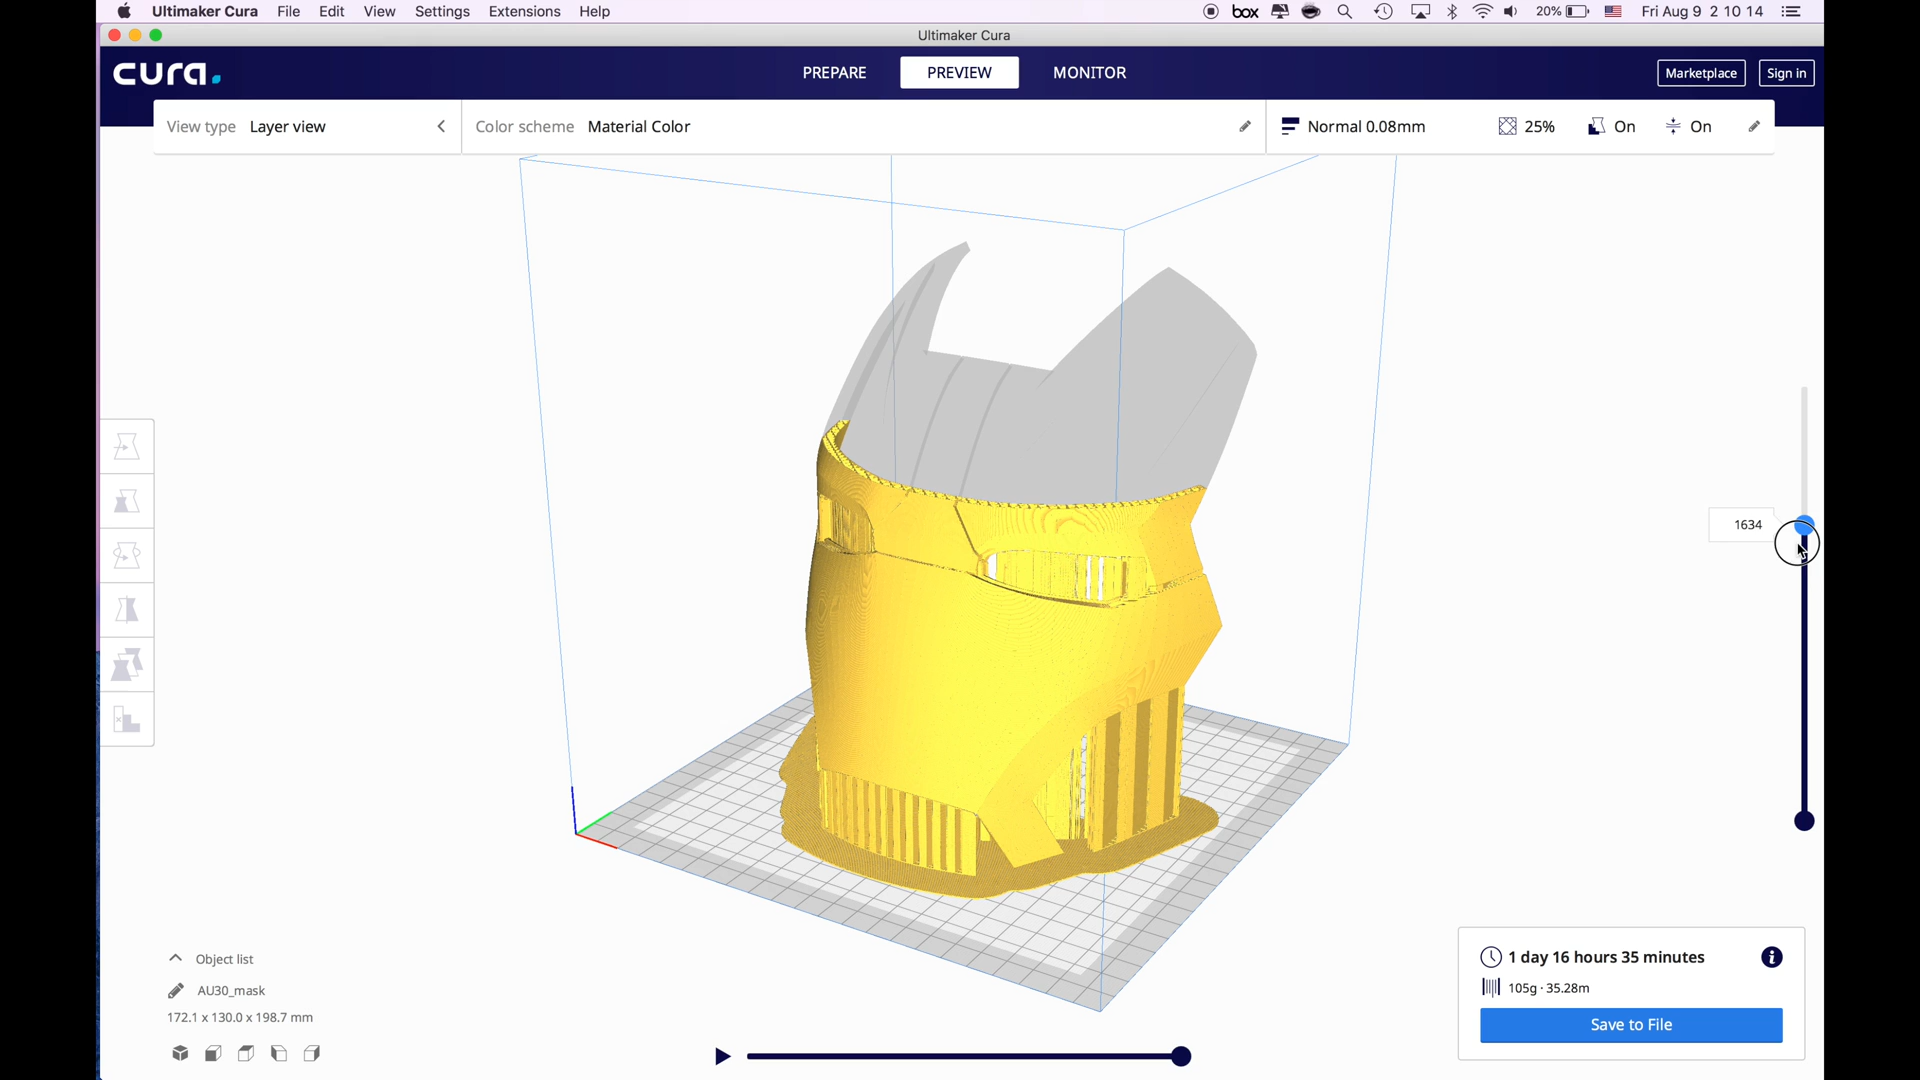 Ultimaker Cura File Edit View Settings Extensions Help box 20% Fri Aug 9 2 10 14
Ultimaker Cura
cura. PREPARE PREVIEW MONITOR Marketplace Sign in
View type Layer view Color scheme Material Color Normal 0.08mm 25% On On
1634
Object list
AU30_mask
172.1 x 130.0 x 198.7 mm
1 day 16 hours 35 minutes
105g · 35.28m
Save to File